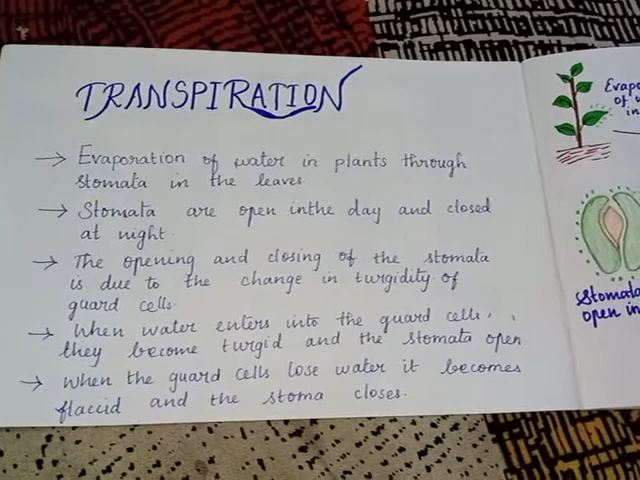 TRANSPIRATION
→ Evaporation of water in plants through
stomata in the leaves
→ Stomata are open inthe day and closed
at night
→ The opening and closing of the stomata
is due to the change in turgidity of
guard cells.
→ When water enters into the guard cells,
they become turgid and the stomata open
→ When the guard cells lose water it becomes
flaccid and the stoma closes.
of
in
Stomata
open in